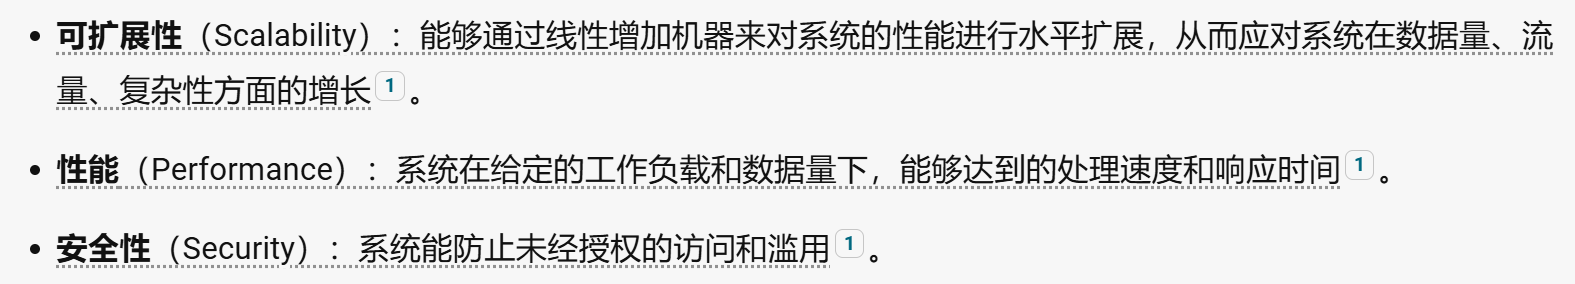 • 可扩展性（Scalability）：能够通过线性增加机器来对系统的性能进行水平扩展，从而应对系统在数据量、流
量、复杂性方面的增长 1 。
• 性能（Performance）：系统在给定的工作负载和数据量下，能够达到的处理速度和响应时间 1 。
• 安全性（Security）：系统能防止未经授权的访问和滥用 1 。